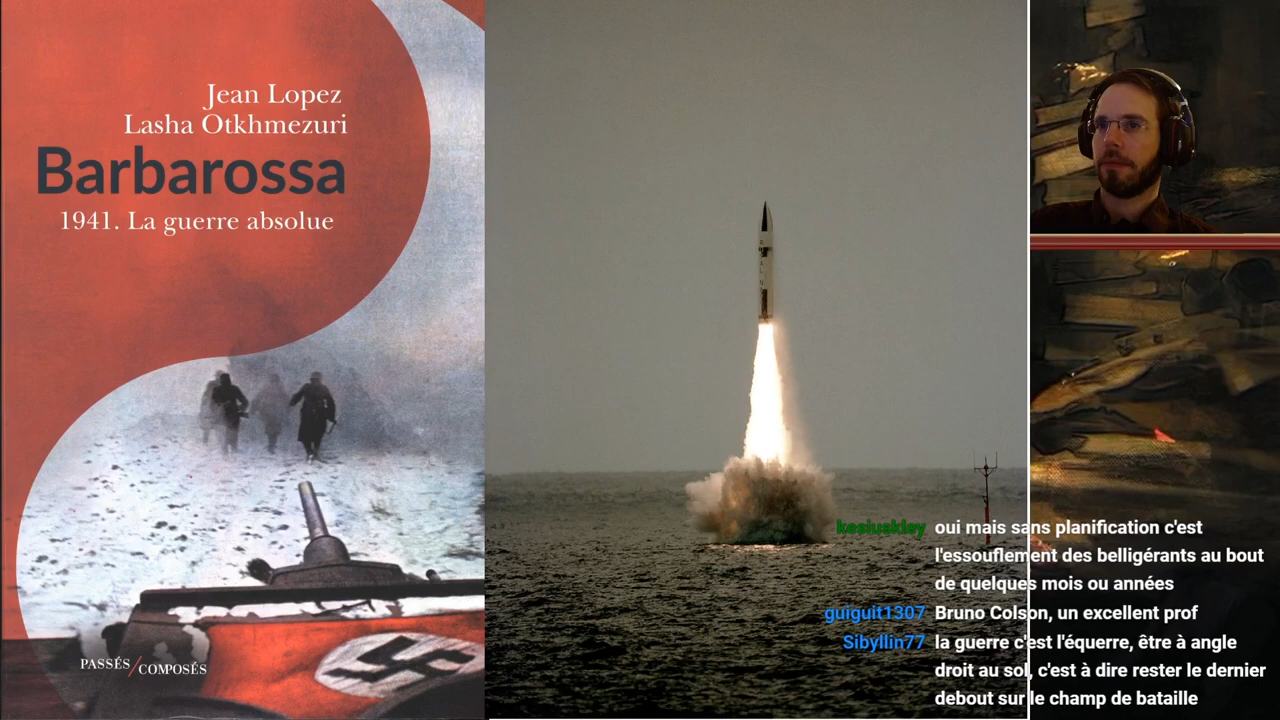 Jean Lopez
Lasha Otkhmezuri
Barbarossa
1941. La guerre absolue
PASSÉS/COMPOSÉS
kesiuskley oui mais sans planification c'est
l'essouflement des belligérants au bout
de quelques mois ou années
guiguit1307 Bruno Colson, un excellent prof
Sibyllin77 la guerre c'est l'équerre, être à angle
droit au sol, c'est à dire rester le dernier
debout sur le champ de bataille